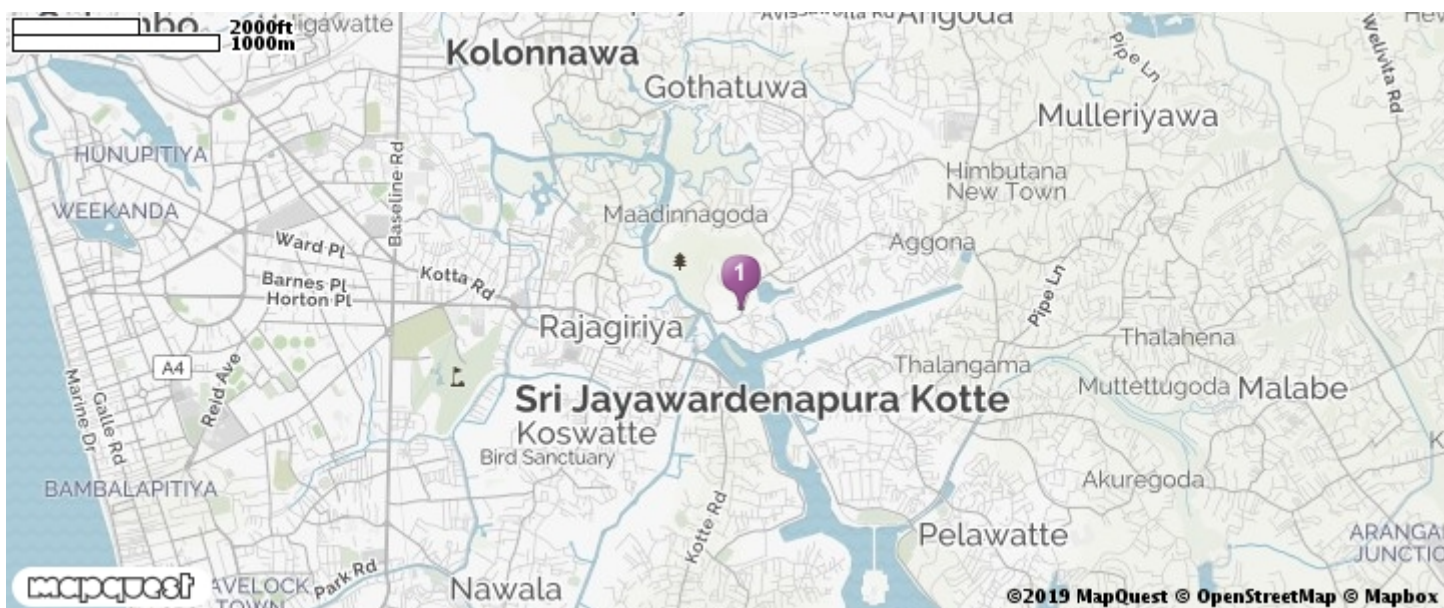 2000ft
1000m
Kolonnawa
Gothatuwa
Angoda
Pipe Ln
Welivita Rd
Mulleriyawa
HUNUPITIYA
Baseline Rd
Himbutana
New Town
WEEKANDA
Maadinnagoda
Ward Pl
Aggona
Barnes Pl
Horton Pl
Kotta Rd
1
Pipe Ln
Rajagiriya
Thalahena
A4
Reid Ave
Thalangama
Muttettugoda
Malabe
Marine Dr
Galle Rd
Sri Jayawardenapura Kotte
Koswatte
Bird Sanctuary
BAMBALAPITIYA
Akuregoda
Kotte Rd
Pelawatte
Park Rd
Nawala
mapquest
©2019 MapQuest © OpenStreetMap © Mapbox